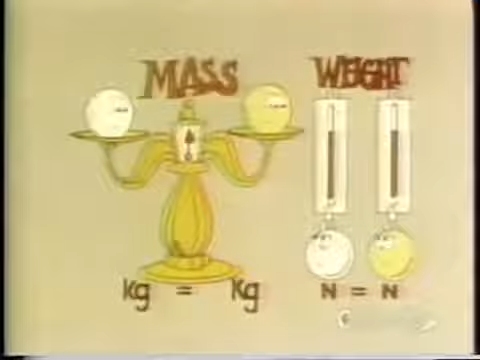 MASS
WEIGHT
kg = kg
N = N